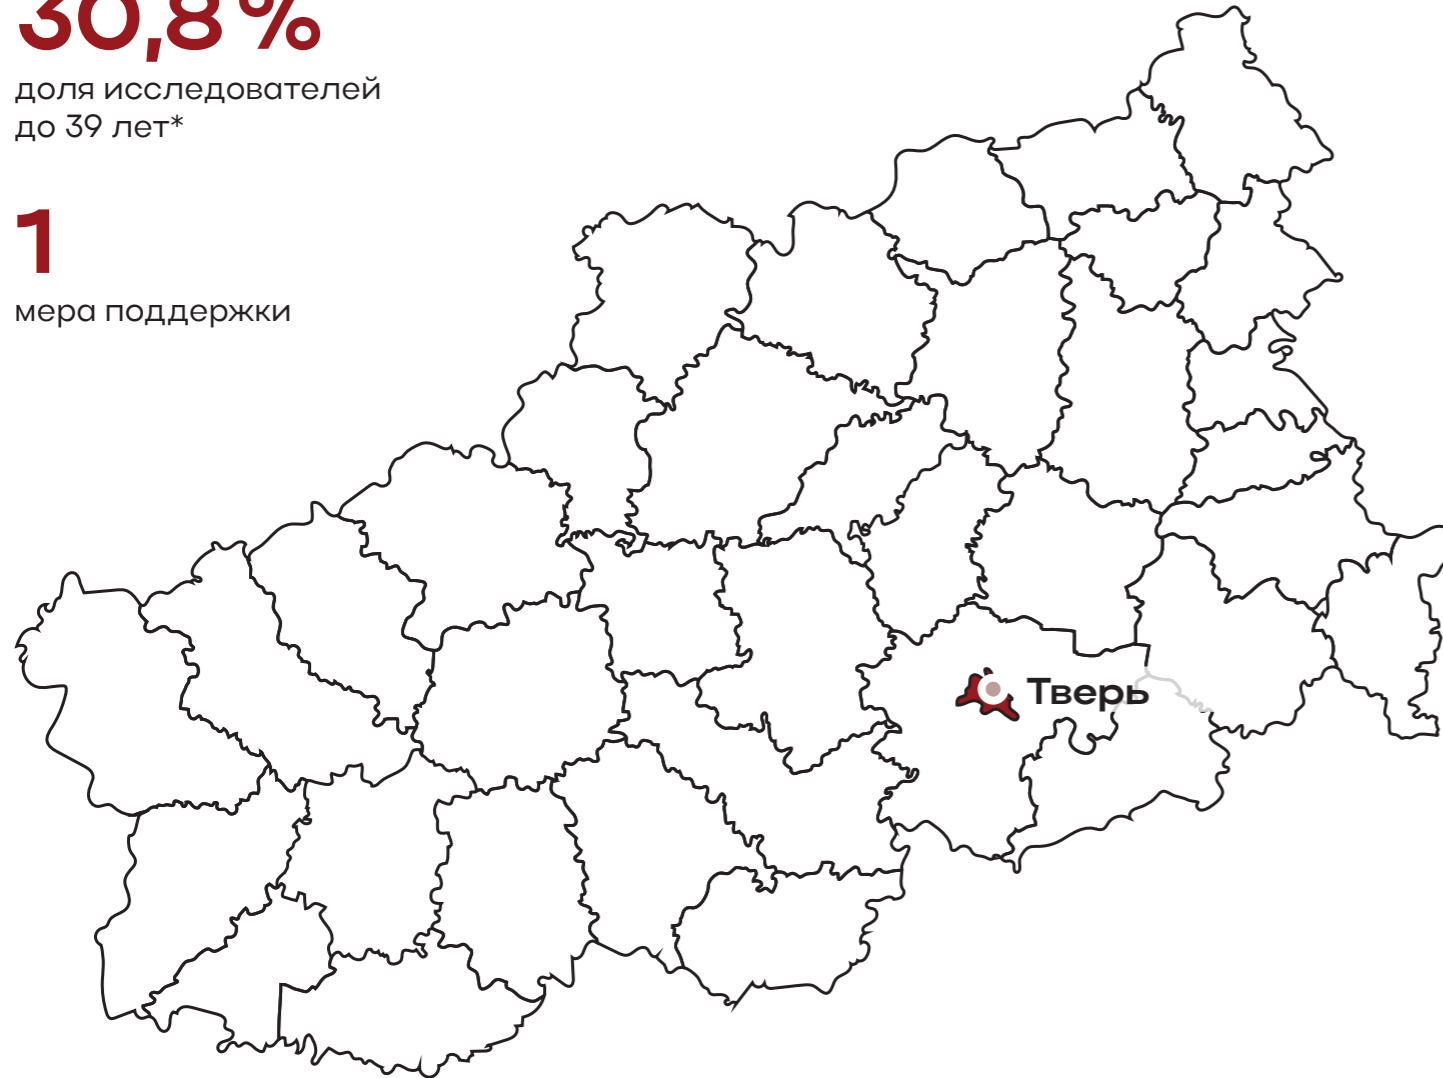 30,8 %
доля исследователей
до 39 лет*
1
мера поддержки
Тверь